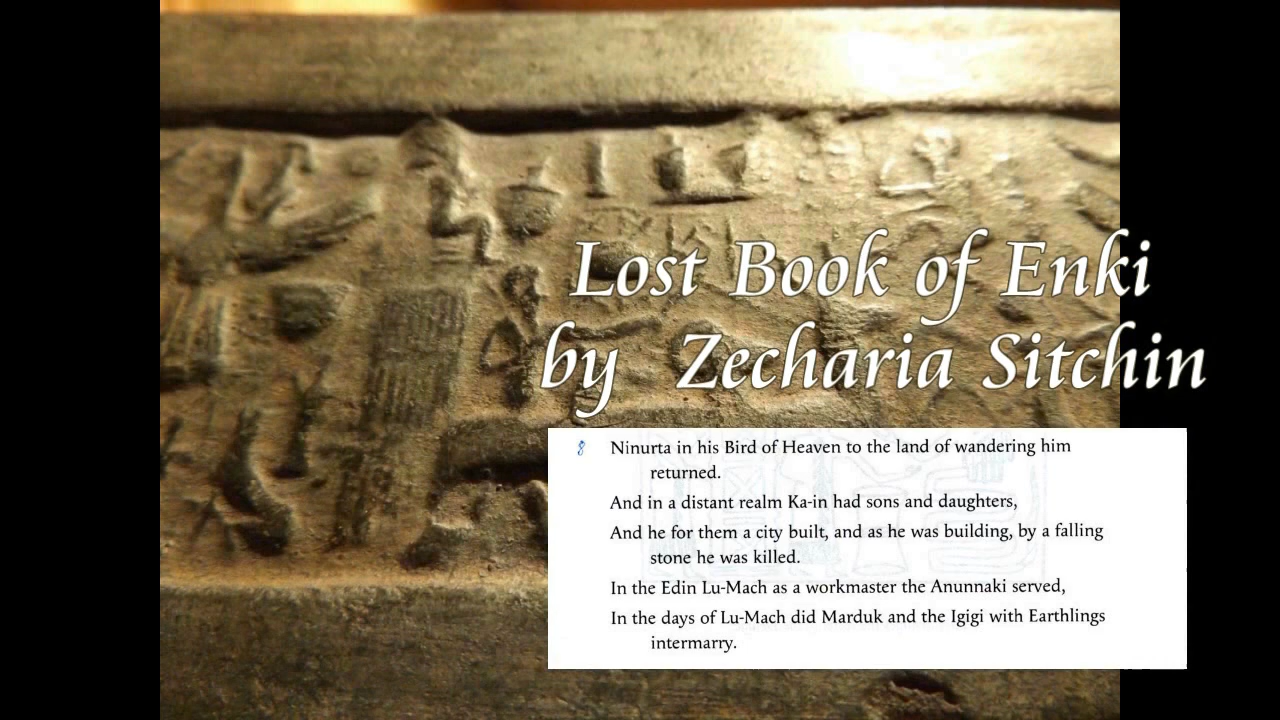 Lost Book of Enki
by Zecharia Sitchin
8 Ninurta in his Bird of Heaven to the land of wandering him
returned.
And in a distant realm Ka-in had sons and daughters,
And he for them a city built, and as he was building, by a falling
stone he was killed.
In the Edin Lu-Mach as a workmaster the Anunnaki served,
In the days of Lu-Mach did Marduk and the Igigi with Earthlings
intermarry.